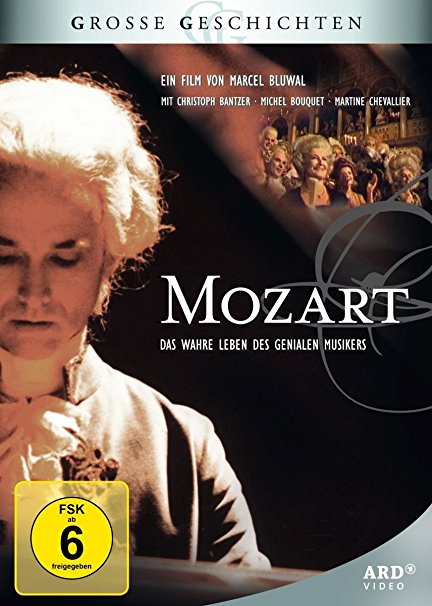 GROSSE GESCHICHTEN
EIN FILM VON MARCEL BLUWAL
MIT CHRISTOPH BANTZER · MICHEL BOUQUET · MARTINE CHEVALLIER
MOZART
DAS WAHRE LEBEN DES GENIALEN MUSIKERS
FSK
ab
6
freigegeben
ARD
VIDEO